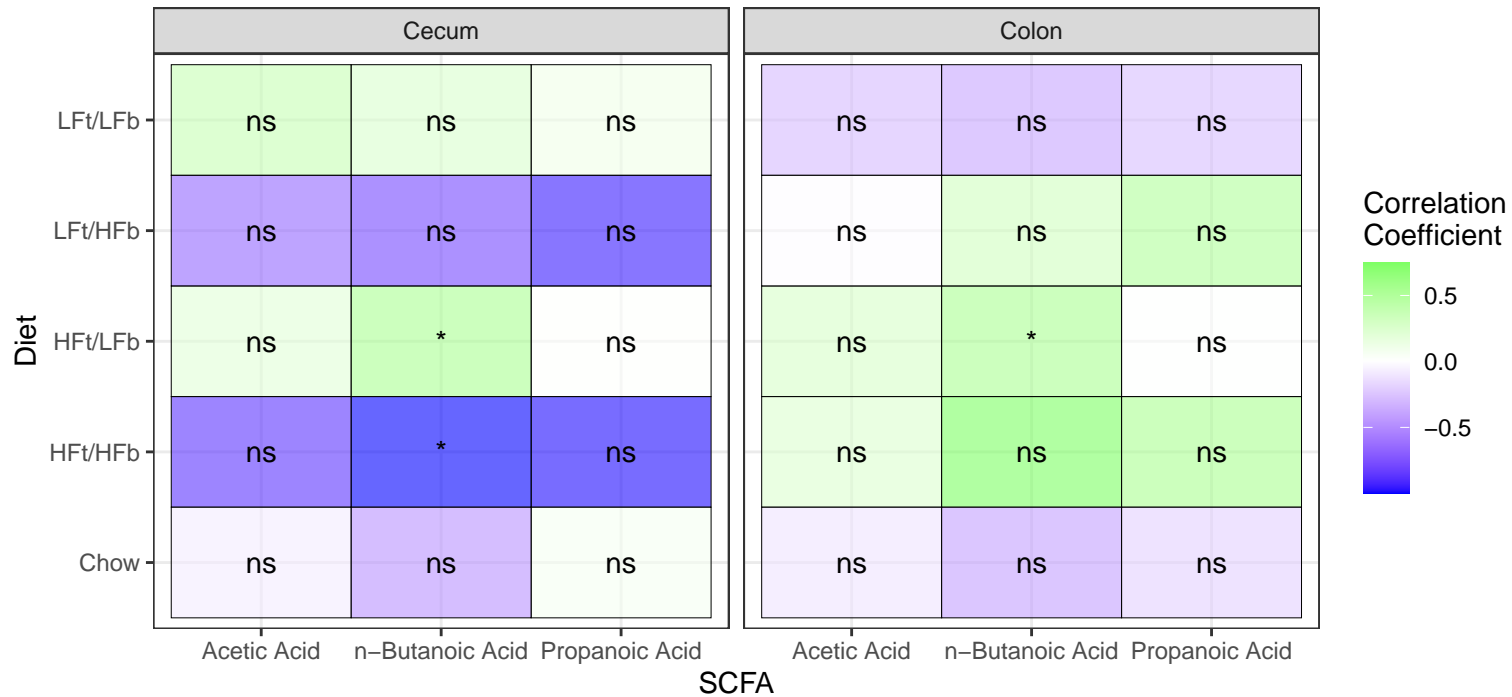 Cecum
Colon
Diet
LFt/LFb
ns ns ns ns ns ns
LFt/HFb
ns ns ns ns ns ns
HFt/LFb
ns * ns ns * ns
HFt/HFb
ns * ns ns ns ns
Chow
ns ns ns ns ns ns
Acetic Acid n−Butanoic Acid Propanoic Acid
Acetic Acid n−Butanoic Acid Propanoic Acid
SCFA
Correlation
Coefficient
0.5
0.0
−0.5